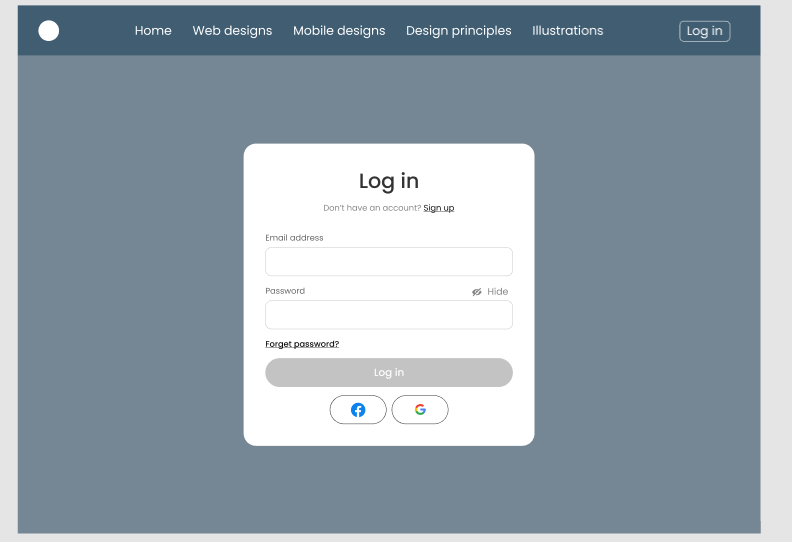 Home Web designs Mobile designs Design principles Illustrations Log in
Log in
Don't have an account? Sign up
Email address
Password Hide
Forget password?
Log in